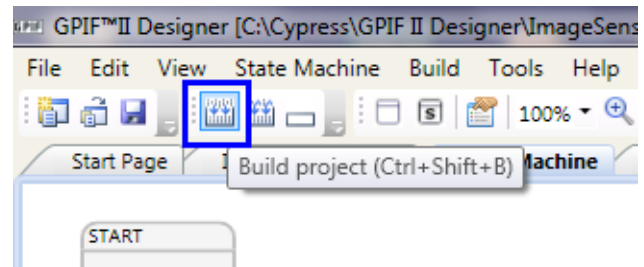 GPIF™II Designer [C:\Cypress\GPIF II Designer\ImageSens
File Edit View State Machine Build Tools Help
S 100%
Start Page Machine
Build project (Ctrl+Shift+B)
START